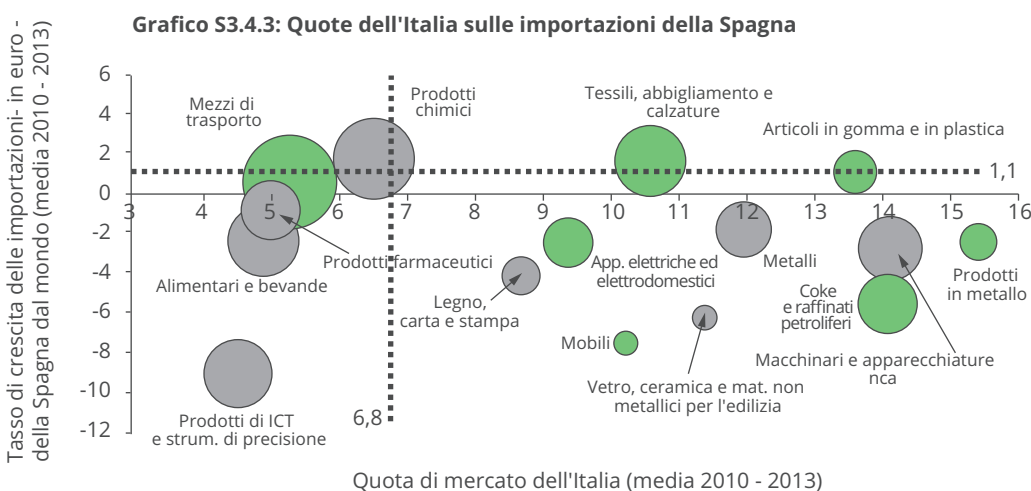 Grafico S3.4.3: Quote dell'Italia sulle importazioni della Spagna
Tasso di crescita delle importazioni- in euro -
della Spagna dal mondo (media 2010 - 2013)
6
4
2
0
-2
-4
-6
-8
-10
-12
3
4
5
6
7
8
9
10
11
12
13
14
15
16
Mezzi di
trasporto
Prodotti
chimici
Tessili, abbigliamento e
calzature
Articoli in gomma e in plastica
1,1
Prodotti farmaceutici
Alimentari e bevande
Legno,
carta e stampa
App. elettriche ed
elettrodomestici
Metalli
Coke
e raffinati
petroliferi
Prodotti
in metallo
Mobili
Macchinari e apparecchiature
nca
Vetro, ceramica e mat. non
metallici per l'edilizia
Prodotti di ICT
e strum. di precisione
6,8
Quota di mercato dell'Italia (media 2010 - 2013)